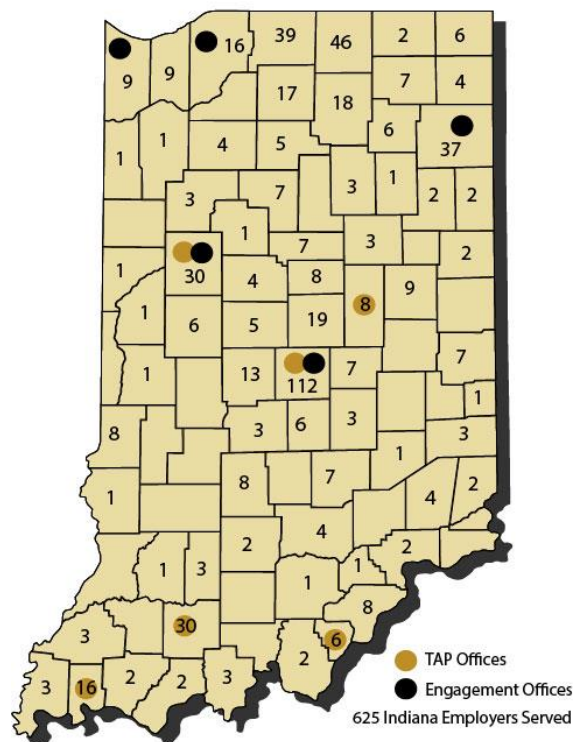 39 46 2 6
16
9 9
17 18 7 4
6 37
1 1 4 5
3 7 3 1 2 2
1 7 3
1 30 4 8 9 2
8
1 6 5 19
1 13 112 7 7
1
8 3 6 3 3
1
1 8 7 4 2
4
1 3 2 2
1 1
8
3 30 6
3 16 2 2 3 2
TAP Offices
Engagement Offices
625 Indiana Employers Served